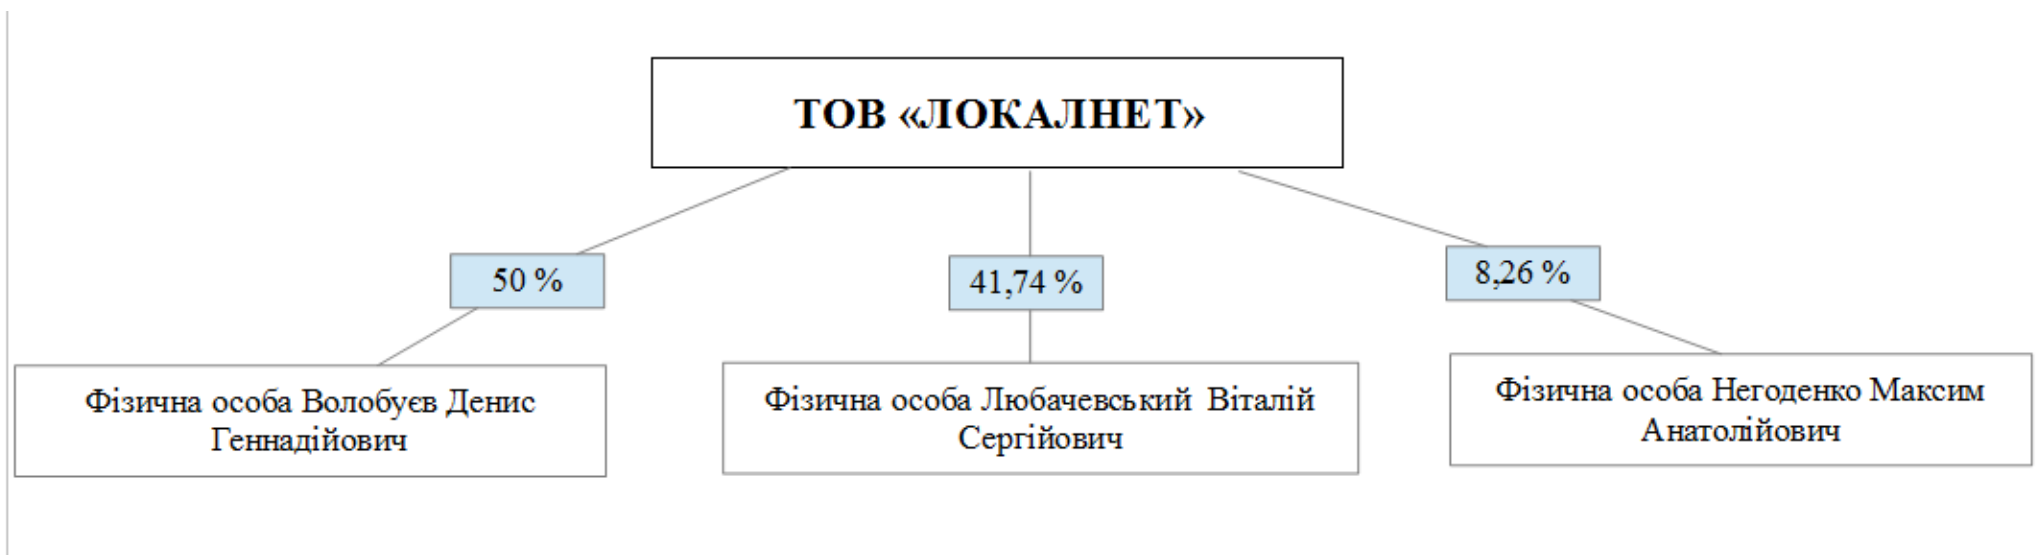 ТОВ «ЛОКАЛНЕТ»
50 %
41,74 %
8,26 %
Фізична особа Волобуєв Денис
Геннадійович
Фізична особа Любачевський Віталій
Сергійович
Фізична особа Негоденко Максим
Анатолійович